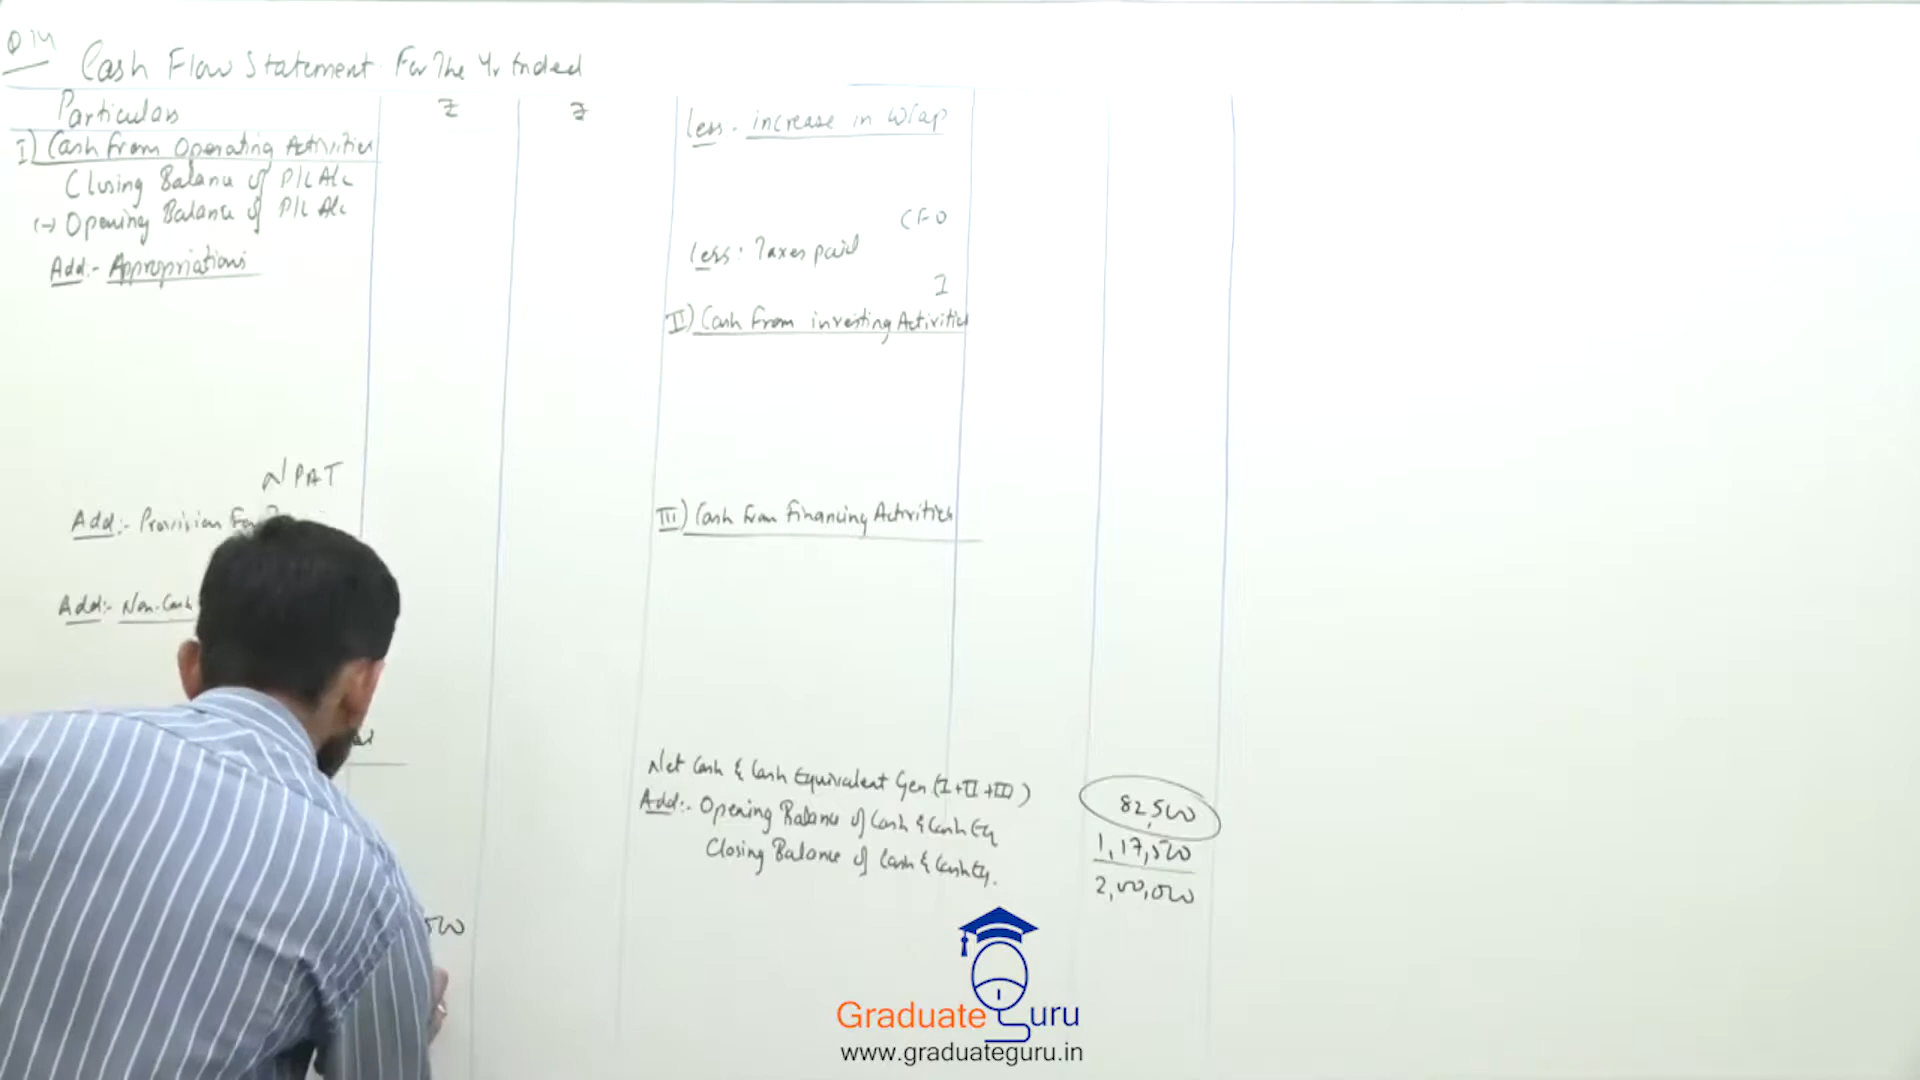 Q 14
Cash Flow Statement For The Yr Ended
Particulars ₹ ₹
I) Cash from Operating Activities
Closing Balance of P/L A/c
(-) Opening Balance of P/L A/c
Add:- Appropriations
NPAT
Add:- Provision For
Add:- Non-Cash
less:- increase in W/cap
CFO
less: Taxes paid
I
II) Cash from investing Activities
III) Cash from Financing Activities
Net Cash & Cash Equivalent Gen (I+II+III) 82,500
Add:- Opening Balance of Cash & Cash Eq 1,17,500
Closing Balance of Cash & Cash Eq. 2,00,000
Graduate Guru
www.graduateguru.in